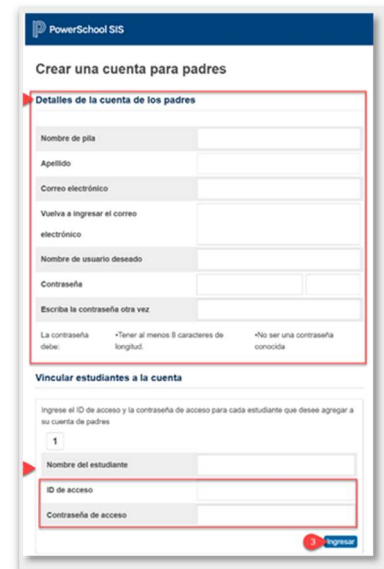 PowerSchool SIS
Crear una cuenta para padres
Detalles de la cuenta de los padres
Nombre de pila
Apellido
Correo electrónico
Vuelva a ingresar el correo
electrónico
Nombre de usuario deseado
Contraseña
Escriba la contraseña otra vez
La contraseña •Tener al menos 8 caracteres de •No ser una contraseña
debe: longitud. conocida
Vincular estudiantes a la cuenta
Ingrese el ID de acceso y la contraseña de acceso para cada estudiante que desee agregar a
su cuenta de padres
1
Nombre del estudiante
ID de acceso
Contraseña de acceso
3 Ingresar